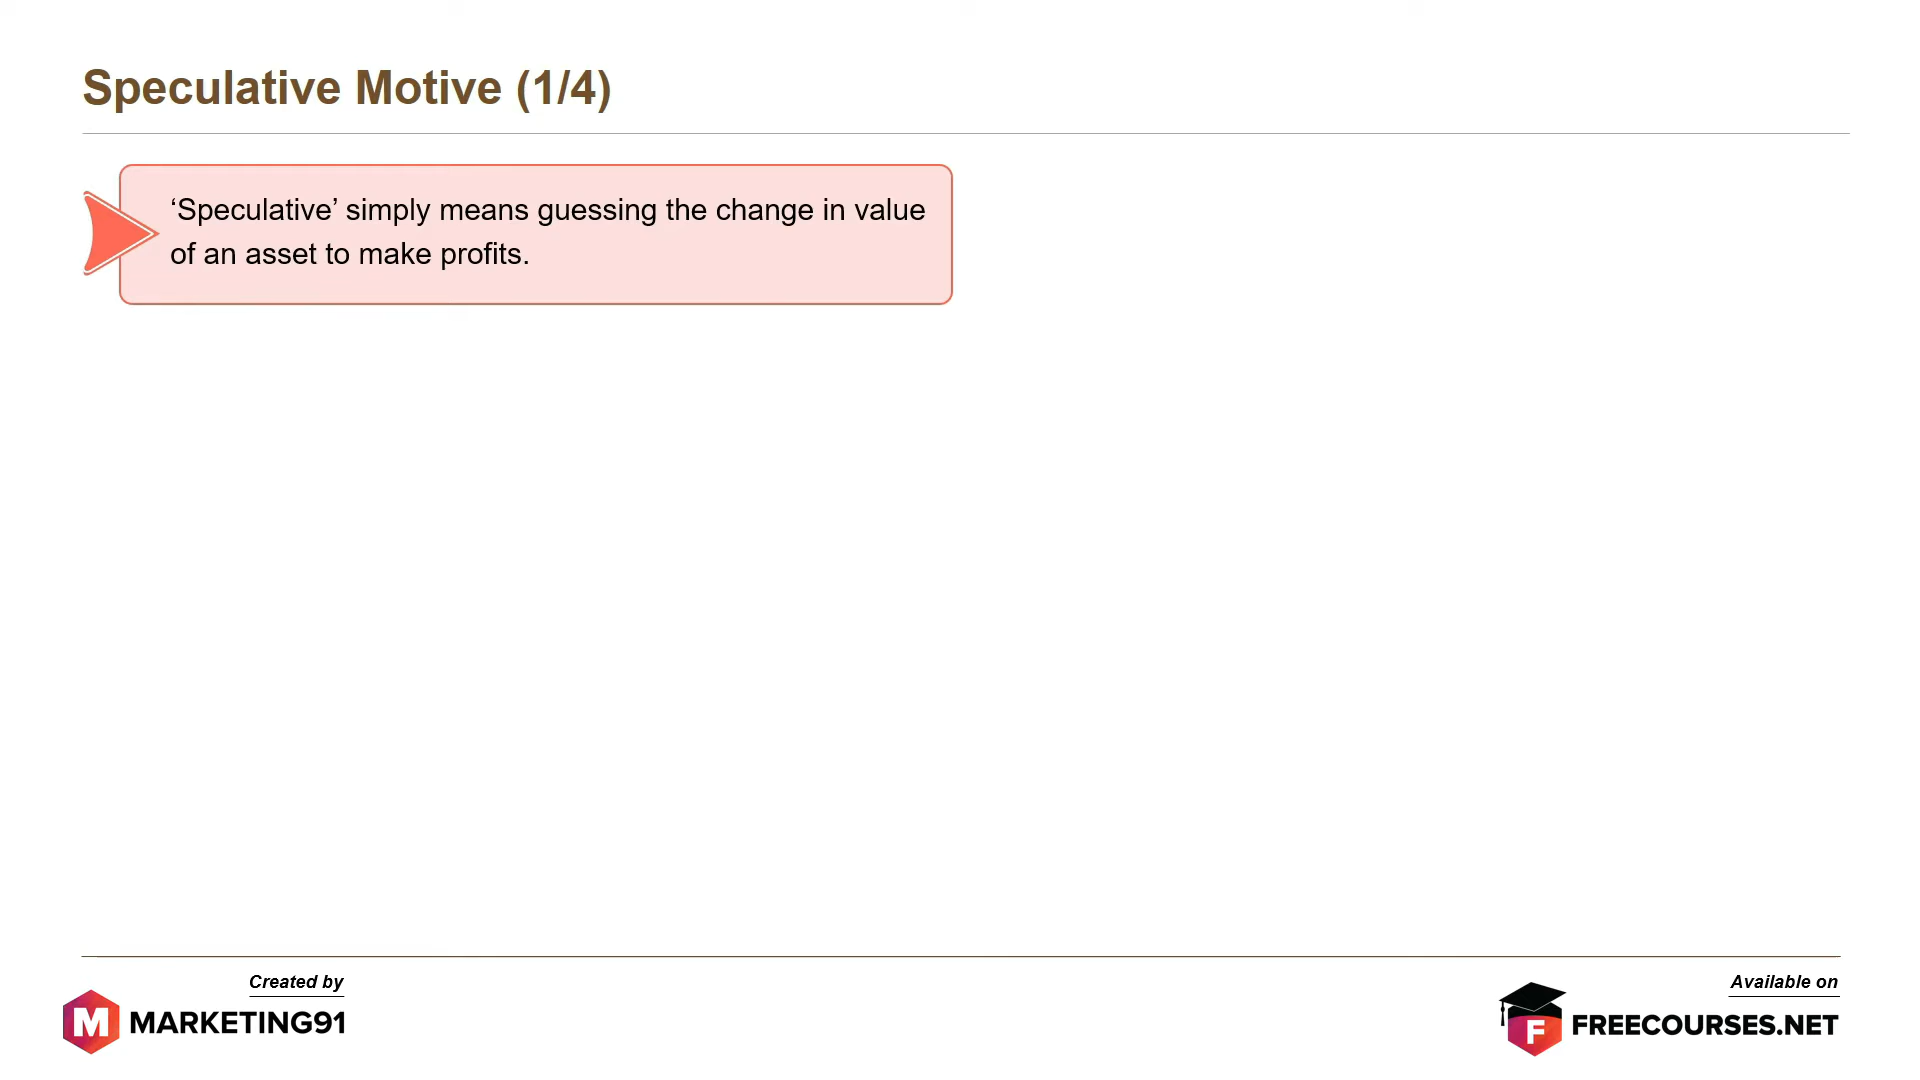 Speculative Motive (1/4)
‘Speculative’ simply means guessing the change in value
of an asset to make profits.
Created by
M MARKETING91
Available on
F FREECOURSES.NET